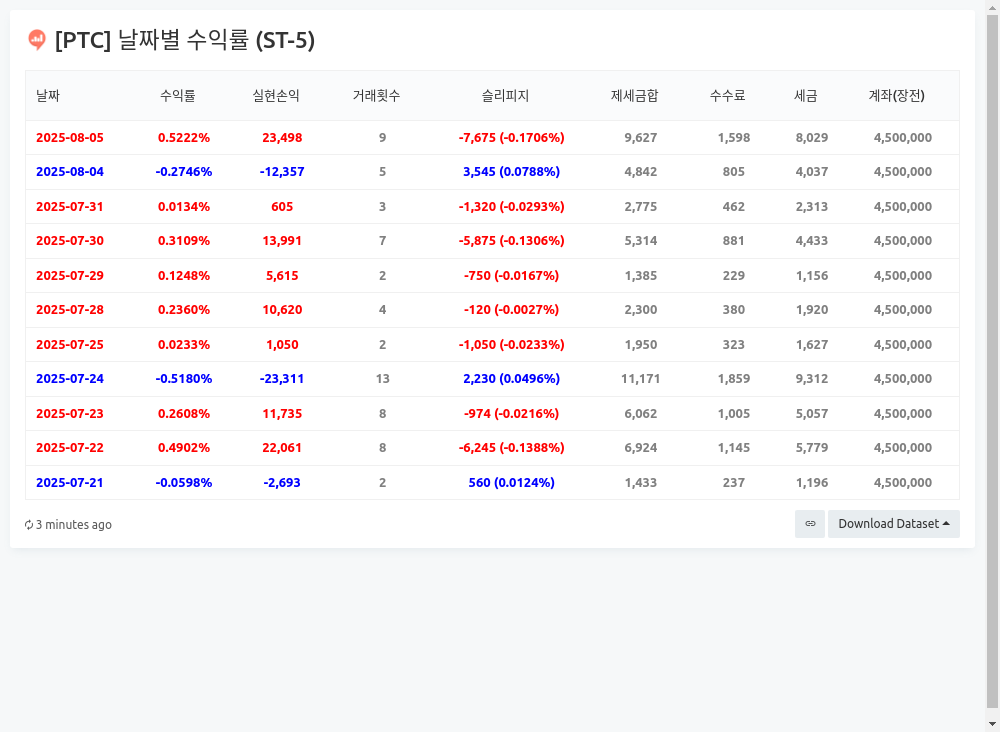 [PTC] 날짜별 수익률 (ST-5)
날짜 수익률 실현손익 거래횟수 슬리피지 제세금합 수수료 세금 계좌(장전)
2025-08-05 0.5222% 23,498 9 -7,675 (-0.1706%) 9,627 1,598 8,029 4,500,000
2025-08-04 -0.2746% -12,357 5 3,545 (0.0788%) 4,842 805 4,037 4,500,000
2025-07-31 0.0134% 605 3 -1,320 (-0.0293%) 2,775 462 2,313 4,500,000
2025-07-30 0.3109% 13,991 7 -5,875 (-0.1306%) 5,314 881 4,433 4,500,000
2025-07-29 0.1248% 5,615 2 -750 (-0.0167%) 1,385 229 1,156 4,500,000
2025-07-28 0.2360% 10,620 4 -120 (-0.0027%) 2,300 380 1,920 4,500,000
2025-07-25 0.0233% 1,050 2 -1,050 (-0.0233%) 1,950 323 1,627 4,500,000
2025-07-24 -0.5180% -23,311 13 2,230 (0.0496%) 11,171 1,859 9,312 4,500,000
2025-07-23 0.2608% 11,735 8 -974 (-0.0216%) 6,062 1,005 5,057 4,500,000
2025-07-22 0.4902% 22,061 8 -6,245 (-0.1388%) 6,924 1,145 5,779 4,500,000
2025-07-21 -0.0598% -2,693 2 560 (0.0124%) 1,433 237 1,196 4,500,000
3 minutes ago Download Dataset